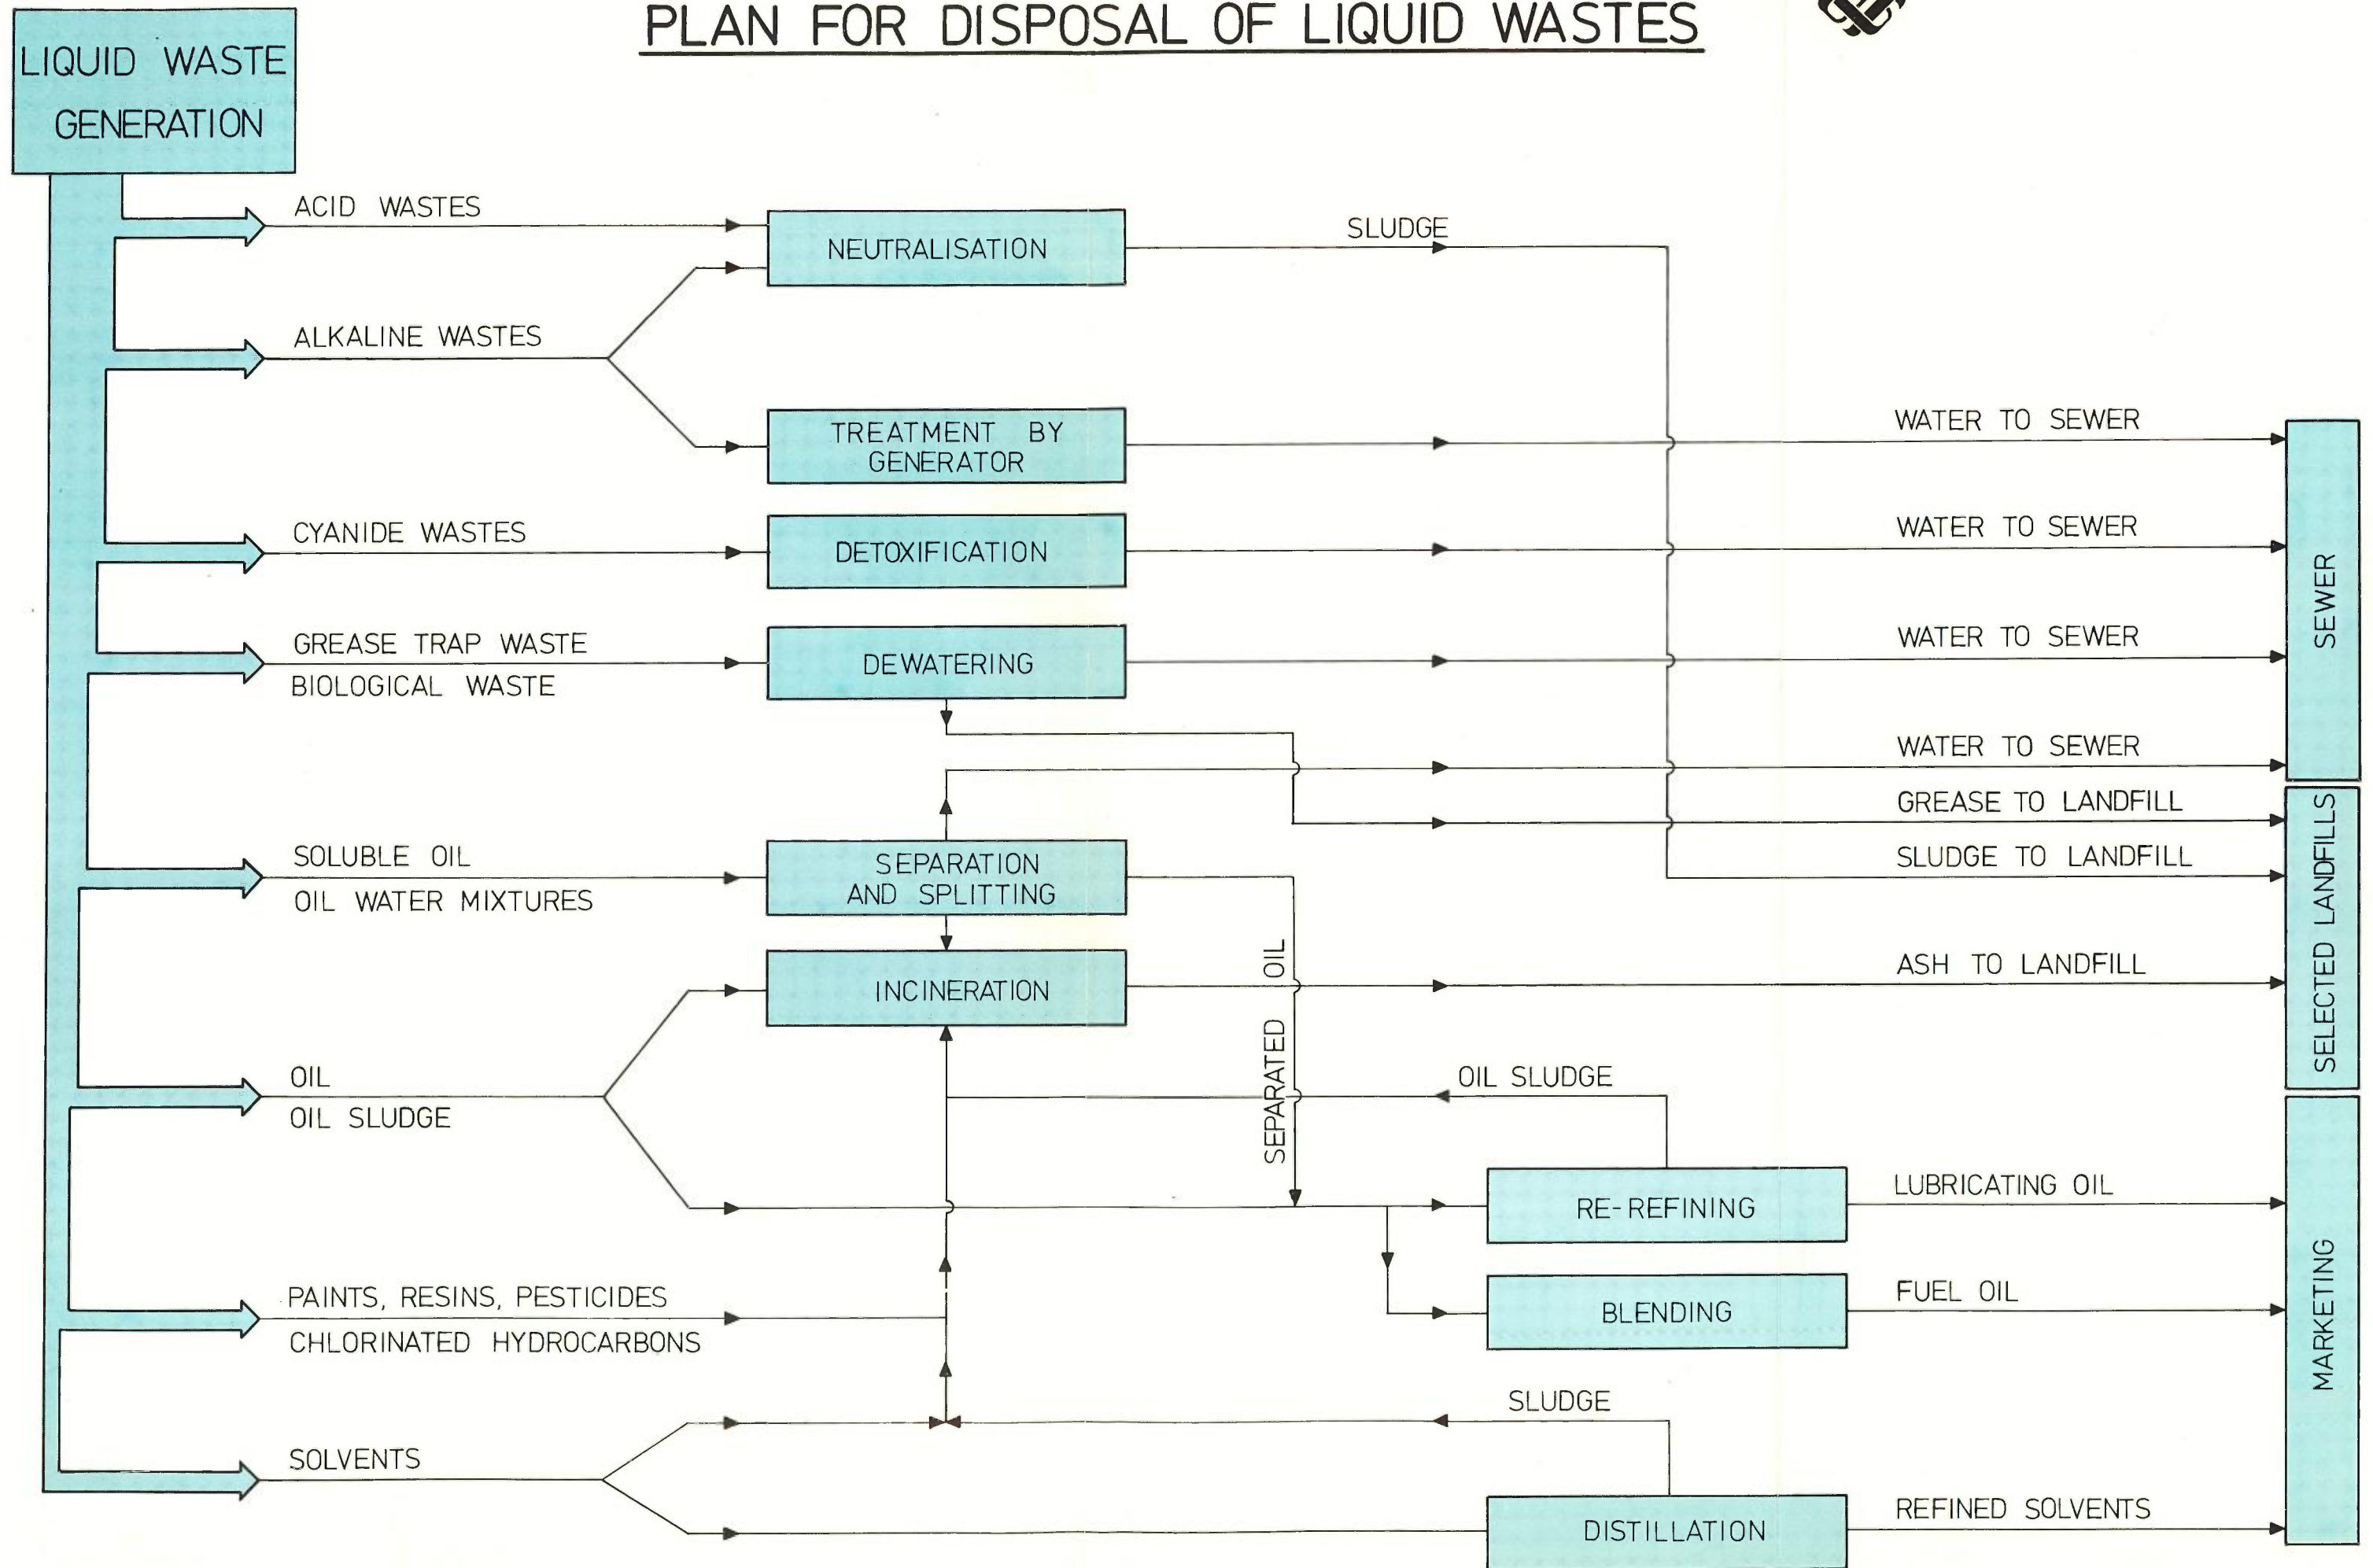 PLAN FOR DISPOSAL OF LIQUID WASTES
LIQUID WASTE
GENERATION
ACID WASTES
NEUTRALISATION
SLUDGE
ALKALINE WASTES
TREATMENT BY
GENERATOR
WATER TO SEWER
CYANIDE WASTES
DETOXIFICATION
WATER TO SEWER
SEWER
GREASE TRAP WASTE
BIOLOGICAL WASTE
DEWATERING
WATER TO SEWER
WATER TO SEWER
GREASE TO LANDFILL
SOLUBLE OIL
OIL WATER MIXTURES
SEPARATION
AND SPLITTING
SLUDGE TO LANDFILL
SELECTED LANDFILLS
INCINERATION
SEPARATED OIL
ASH TO LANDFILL
OIL
OIL SLUDGE
OIL SLUDGE
RE-REFINING
LUBRICATING OIL
PAINTS, RESINS, PESTICIDES
CHLORINATED HYDROCARBONS
BLENDING
FUEL OIL
MARKETING
SLUDGE
SOLVENTS
DISTILLATION
REFINED SOLVENTS